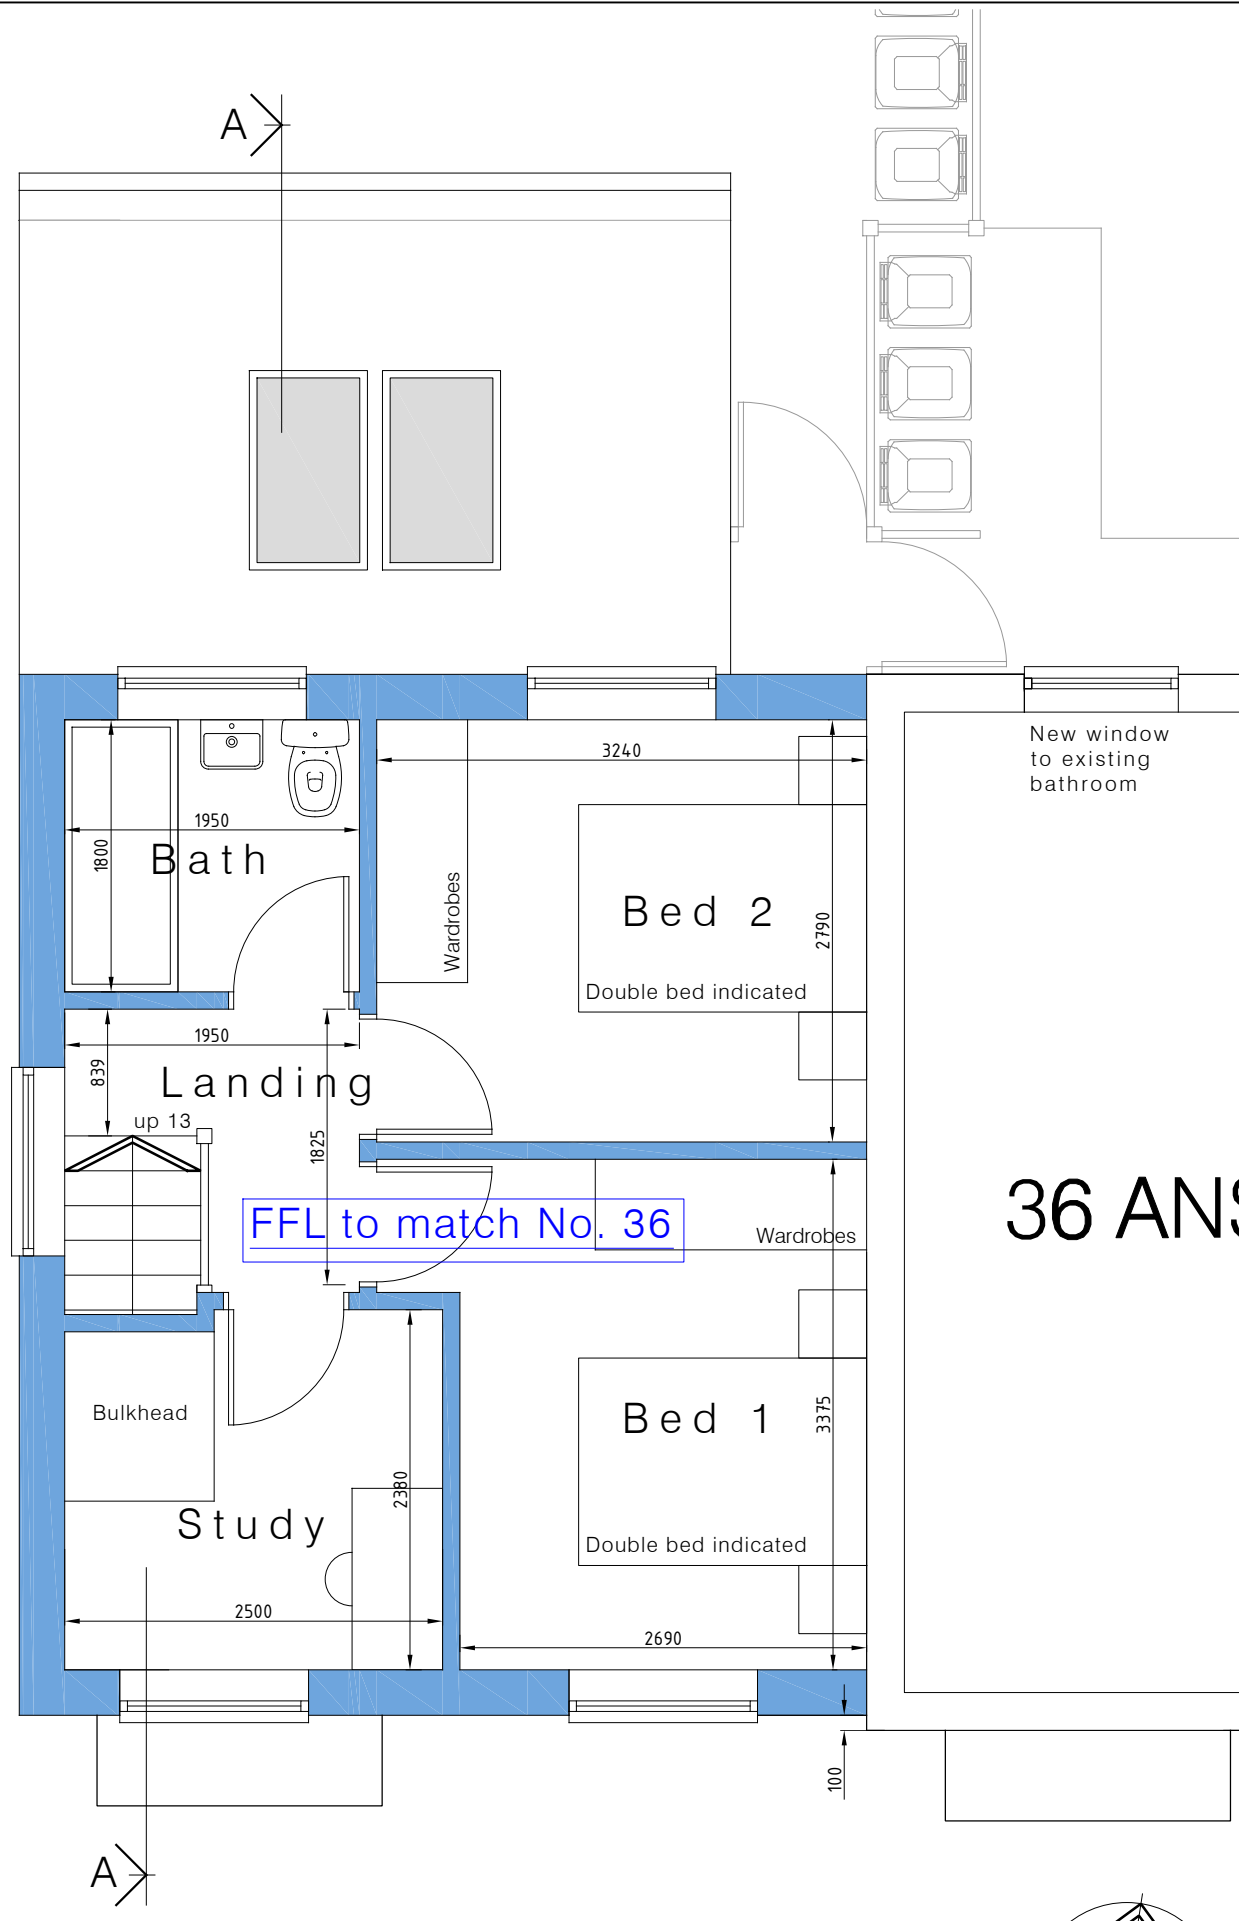 A
New window
to existing
bathroom
3240
1950
1800
Bath
Wardrobes
Bed 2
2790
Double bed indicated
1950
839
Landing
up 13
1825
FFL to match No. 36
Wardrobes
36 ANS
Bulkhead
Bed 1
3375
2380
Study
Double bed indicated
2500
2690
100
A